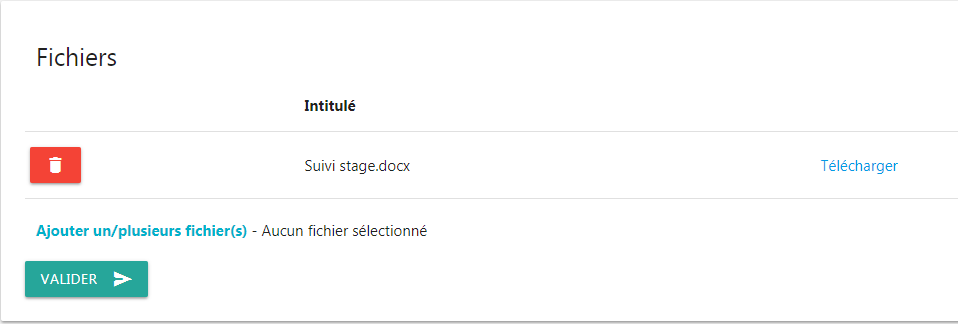 Fichiers
Intitulé
Suivi stage.docx Télécharger
Ajouter un/plusieurs fichier(s) - Aucun fichier sélectionné
VALIDER